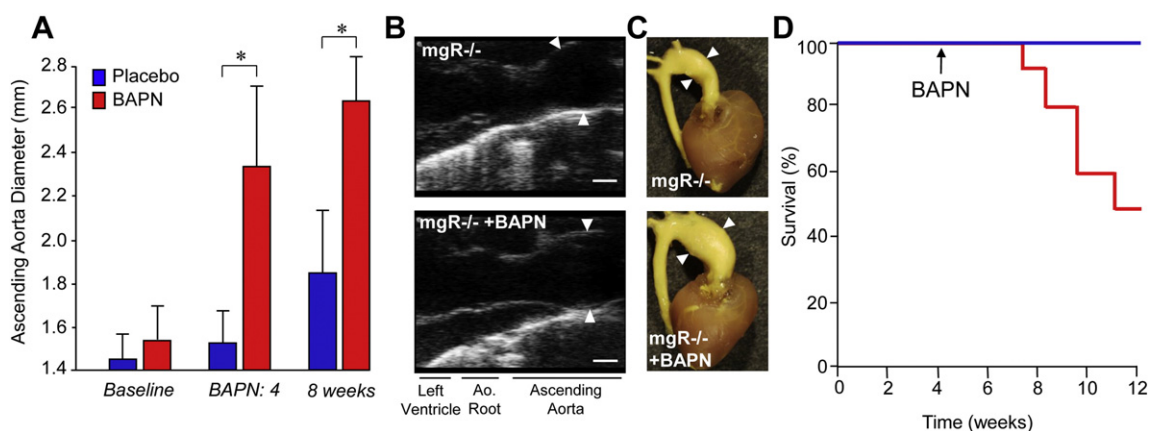 A
Ascending Aorta Diameter (mm)
2.8
2.6
2.4
2.2
2.0
1.8
1.6
1.4
Placebo
BAPN
*
*
Baseline
BAPN: 4
8 weeks
B
mgR-/-
mgR-/- +BAPN
Left
Ventricle
Ao.
Root
Ascending
Aorta
C
mgR-/-
mgR-/-
+BAPN
D
Survival (%)
100
80
60
40
20
0
BAPN
0 2 4 6 8 10 12
Time (weeks)